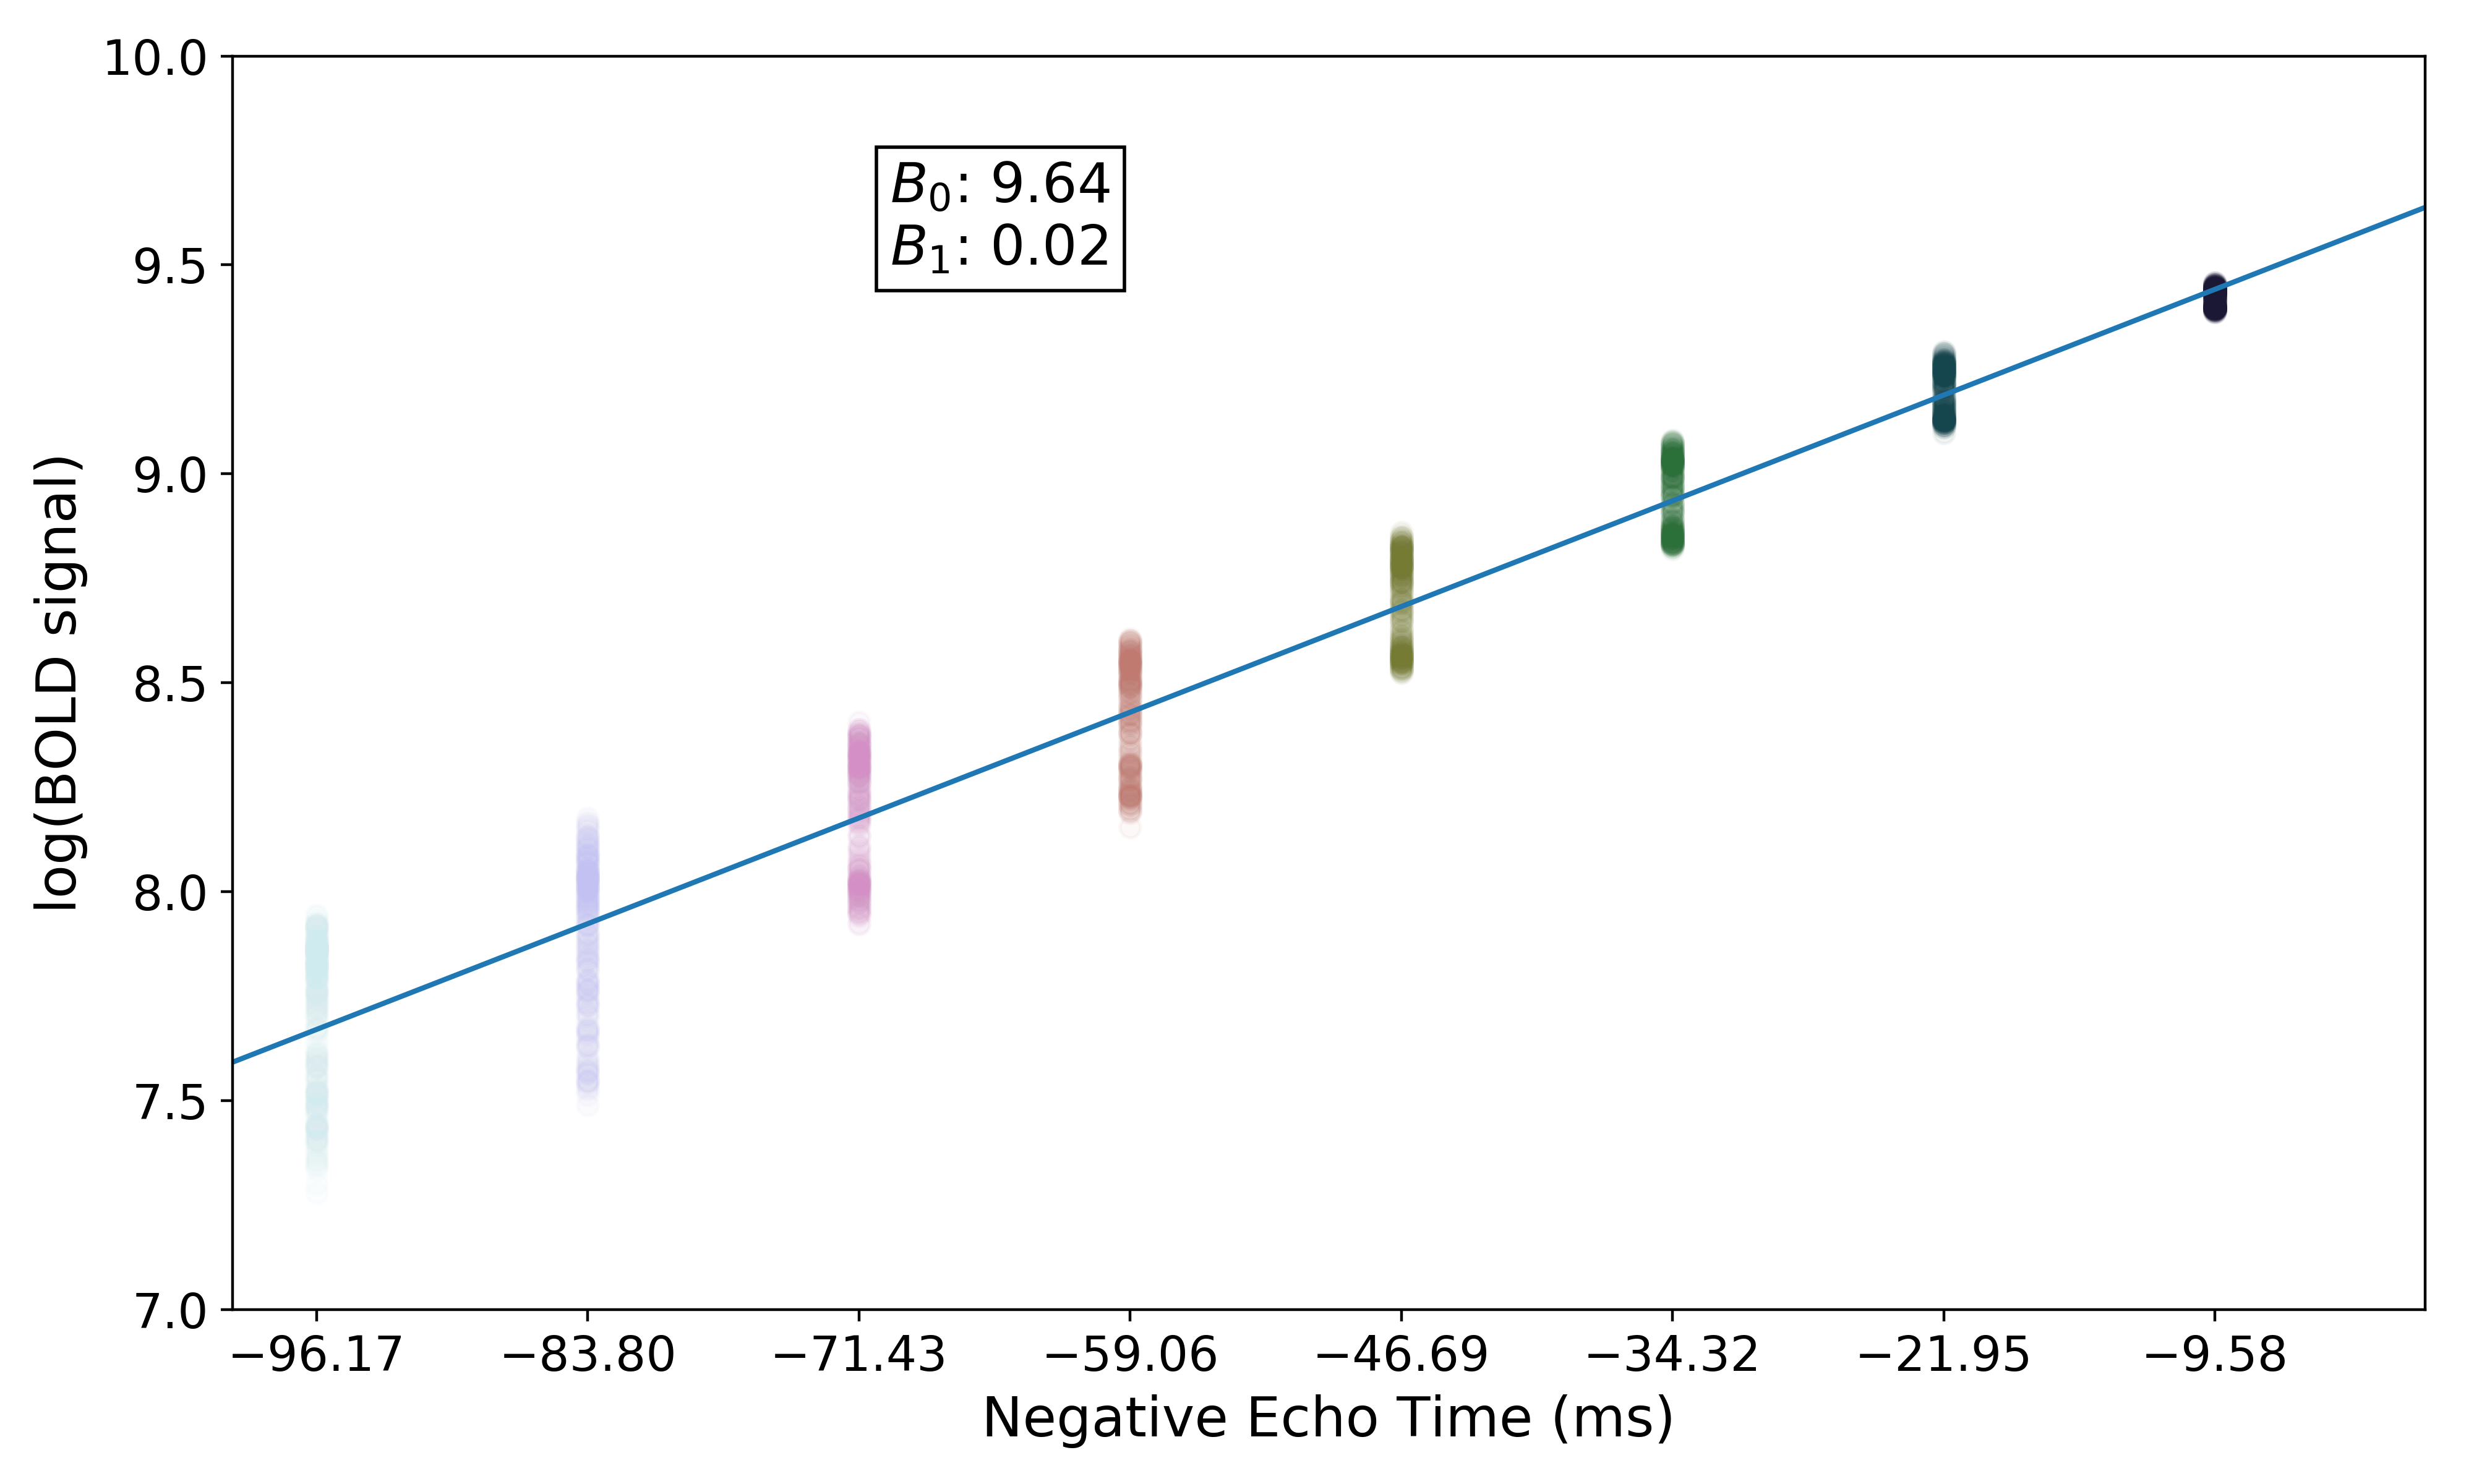 10.0
9.5
9.0
8.5
8.0
7.5
7.0
log(BOLD signal)
B₀: 9.64
B₁: 0.02
−96.17 −83.80 −71.43 −59.06 −46.69 −34.32 −21.95 −9.58
Negative Echo Time (ms)